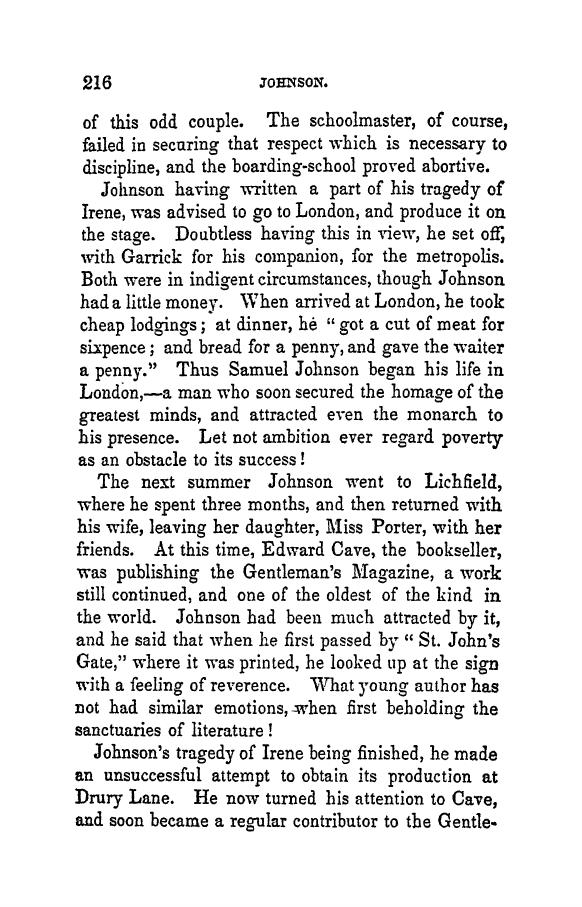 216 JOHNSON.
of this odd couple. The schoolmaster, of course,
failed in securing that respect which is necessary to
discipline, and the boarding-school proved abortive.
Johnson having written a part of his tragedy of
Irene, was advised to go to London, and produce it on
the stage. Doubtless having this in view, he set off,
with Garrick for his companion, for the metropolis.
Both were in indigent circumstances, though Johnson
had a little money. When arrived at London, he took
cheap lodgings; at dinner, he "got a cut of meat for
sixpence; and bread for a penny, and gave the waiter
a penny." Thus Samuel Johnson began his life in
London,—a man who soon secured the homage of the
greatest minds, and attracted even the monarch to
his presence. Let not ambition ever regard poverty
as an obstacle to its success!
The next summer Johnson went to Lichfield,
where he spent three months, and then returned with
his wife, leaving her daughter, Miss Porter, with her
friends. At this time, Edward Cave, the bookseller,
was publishing the Gentleman's Magazine, a work
still continued, and one of the oldest of the kind in
the world. Johnson had been much attracted by it,
and he said that when he first passed by "St. John's
Gate," where it was printed, he looked up at the sign
with a feeling of reverence. What young author has
not had similar emotions, when first beholding the
sanctuaries of literature!
Johnson's tragedy of Irene being finished, he made
an unsuccessful attempt to obtain its production at
Drury Lane. He now turned his attention to Cave,
and soon became a regular contributor to the Gentle-